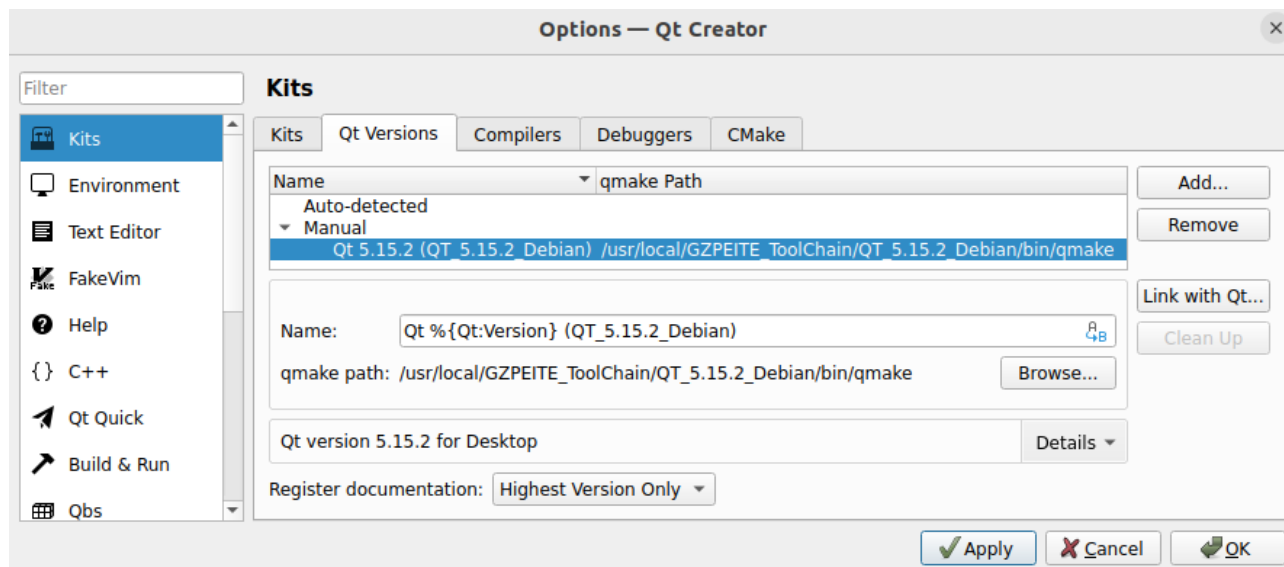 Options — Qt Creator
Filter
Kits
Environment
Text Editor
FakeVim
Fake
Help
C++
Qt Quick
Build & Run
Qbs
Kits
Kits Qt Versions Compilers Debuggers CMake
Name qmake Path
Auto-detected
Manual
Qt 5.15.2 (QT_5.15.2_Debian) /usr/local/GZPEITE_ToolChain/QT_5.15.2_Debian/bin/qmake
Add...
Remove
Link with Qt...
Clean Up
Name: Qt %{Qt:Version} (QT_5.15.2_Debian)
qmake path: /usr/local/GZPEITE_ToolChain/QT_5.15.2_Debian/bin/qmake Browse...
Qt version 5.15.2 for Desktop Details
Register documentation: Highest Version Only
Apply Cancel OK